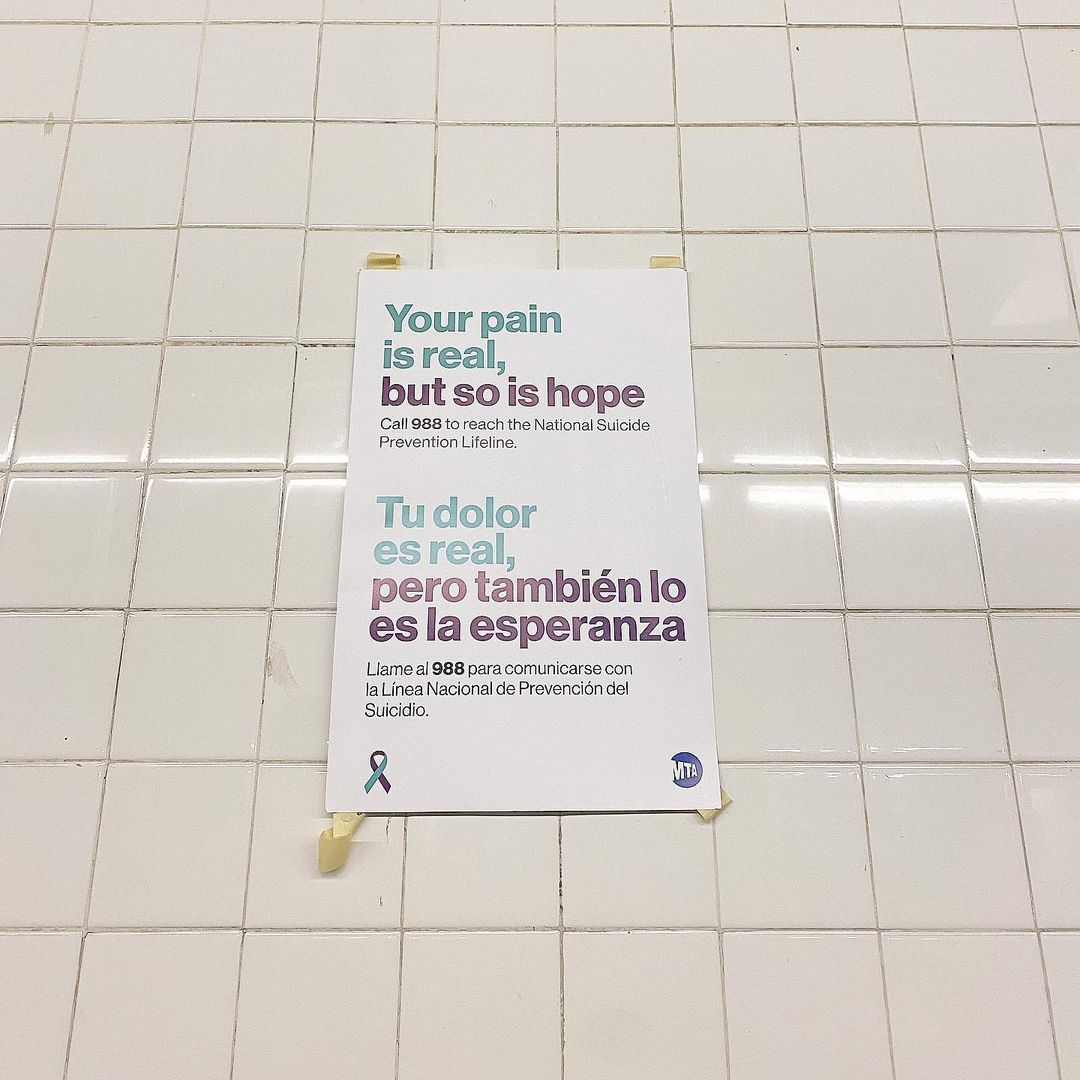 Your pain
is real,
but so is hope
Call 988 to reach the National Suicide
Prevention Lifeline.
Tu dolor
es real,
pero también lo
es la esperanza
Llame al 988 para comunicarse con
la Línea Nacional de Prevención del
Suicidio.
MTA